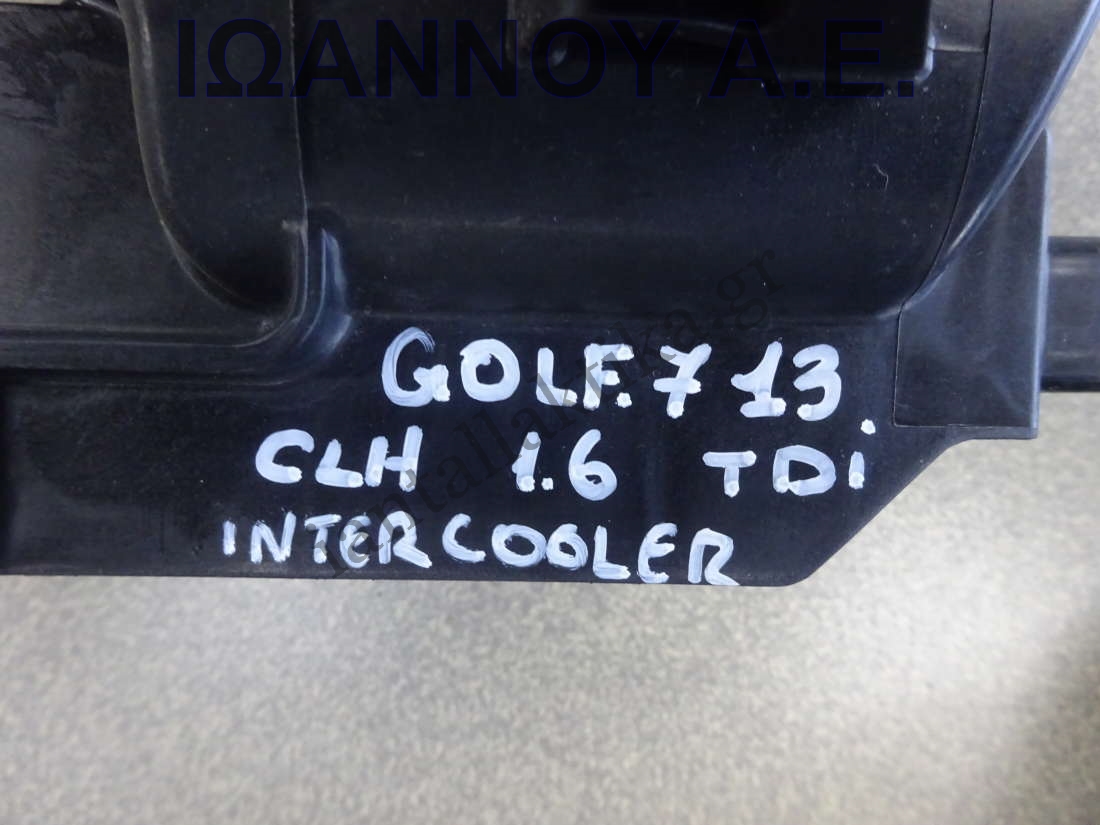 ΙΩΑΝΝΟΥ Α.Ε.
GOLF.7 13.
CLH 1.6 TDi
INTERCOOLER